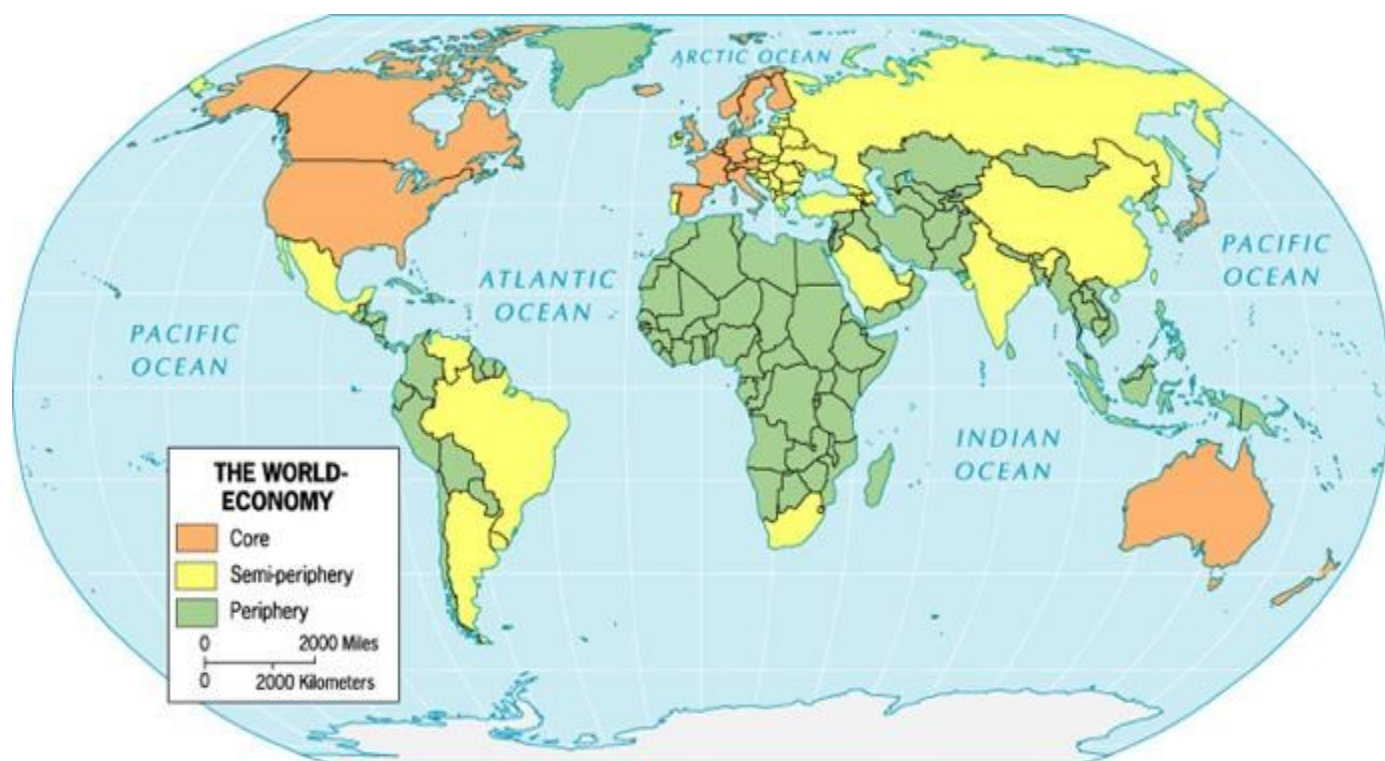 ARCTIC OCEAN
PACIFIC
OCEAN
ATLANTIC
OCEAN
PACIFIC
OCEAN
INDIAN
OCEAN
THE WORLD-
ECONOMY
Core
Semi-periphery
Periphery
0 2000 Miles
0 2000 Kilometers